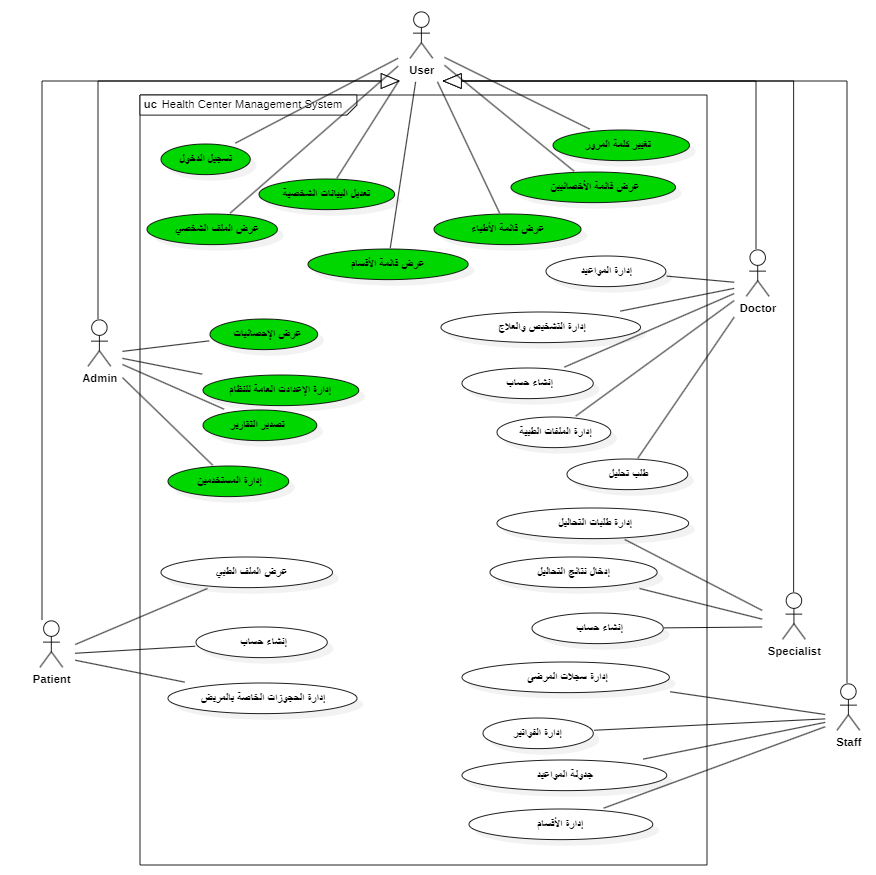 User
uc Health Center Management System
تغيير كلمة المرور
تسجيل الدخول
عرض قائمة الأخصائيين
تعديل البيانات الشخصية
عرض الملف الشخصي
عرض قائمة الأطباء
عرض قائمة الأقسام
إدارة المواعيد
Doctor
إدارة التشخيص والعلاج
عرض الإحصائيات
Admin
إنشاء حساب
إدارة الإعدادت العامة للنظام
تصدير التقارير
إدارة الملفات الطبية
طلب تحليل
إدارة المستخدمين
إدارة طلبات التحاليل
عرض الملف الطبي
إدخال نتائج التحاليل
إنشاء حساب
إنشاء حساب
Specialist
Patient
إدارة سجلات المرضى
إدارة الحجوزات الخاصة بالمريض
إدارة الفواتير
Staff
جدولة المواعيد
إدارة الأقسام